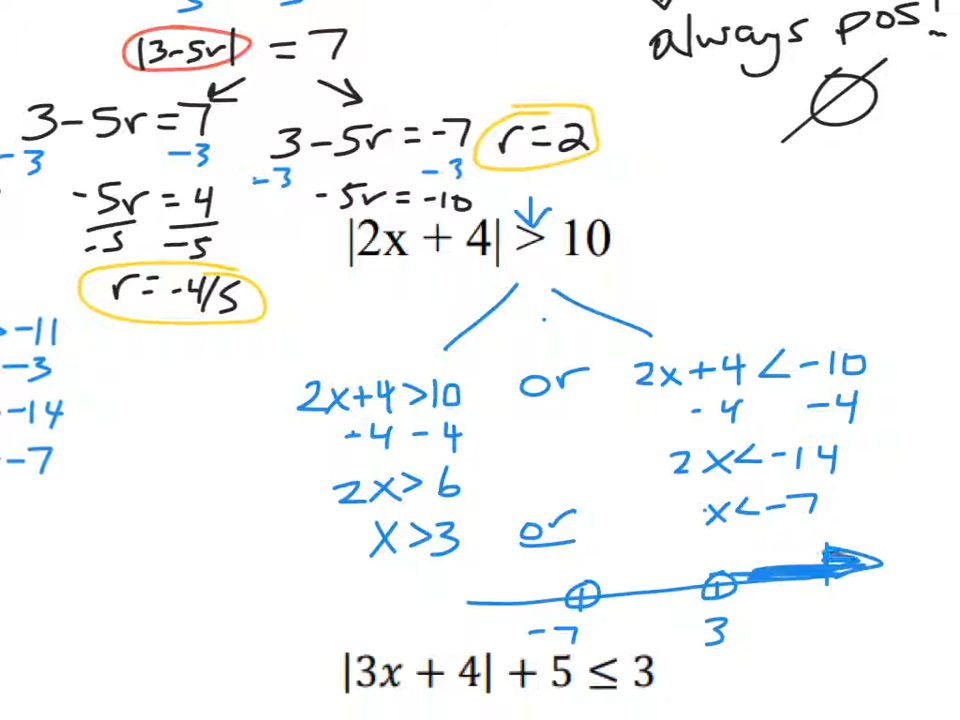 |3-5r| = 7
always pos!
3-5r=7
3-5r=-7
r=2
-3 -3
-3 -3
-5r=4
-5r=-10
-5 -5
|2x + 4| > 10
r=-4/5
-11
-3
-14
-7
2x+4>10 or 2x+4<-10
-4 -4
-4 -4
2x>6
2x<-14
x>3 or x<-7
-7 3
|3x + 4| + 5 ≤ 3